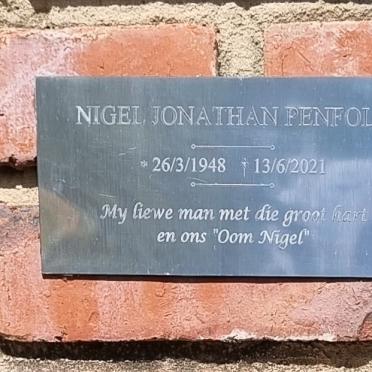 NIGEL JONATHAN PENFOL
* 26/3/1948 † 13/6/2021
My liewe man met die groot hart
en ons "Oom Nigel"